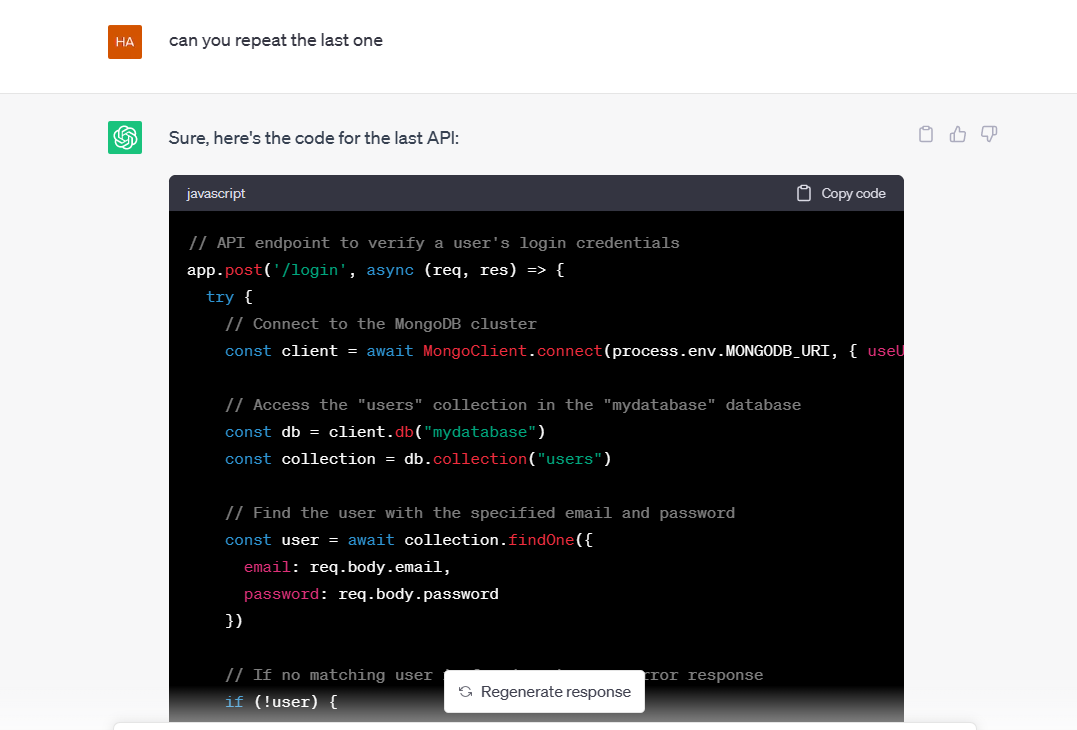 HA
can you repeat the last one
Sure, here's the code for the last API:
javascript
Copy code
// API endpoint to verify a user's login credentials
app.post('/login', async (req, res) => {
try {
// Connect to the MongoDB cluster
const client = await MongoClient.connect(process.env.MONGODB_URI, {
// Access the "users" collection in the "mydatabase" database
const db = client.db("mydatabase")
const collection = db.collection("users")
// Find the user with the specified email and password
const user = await collection.findOne({
email: req.body.email,
password: req.body.password
})
// If no matching user response
if (!user) {
Regenerate response